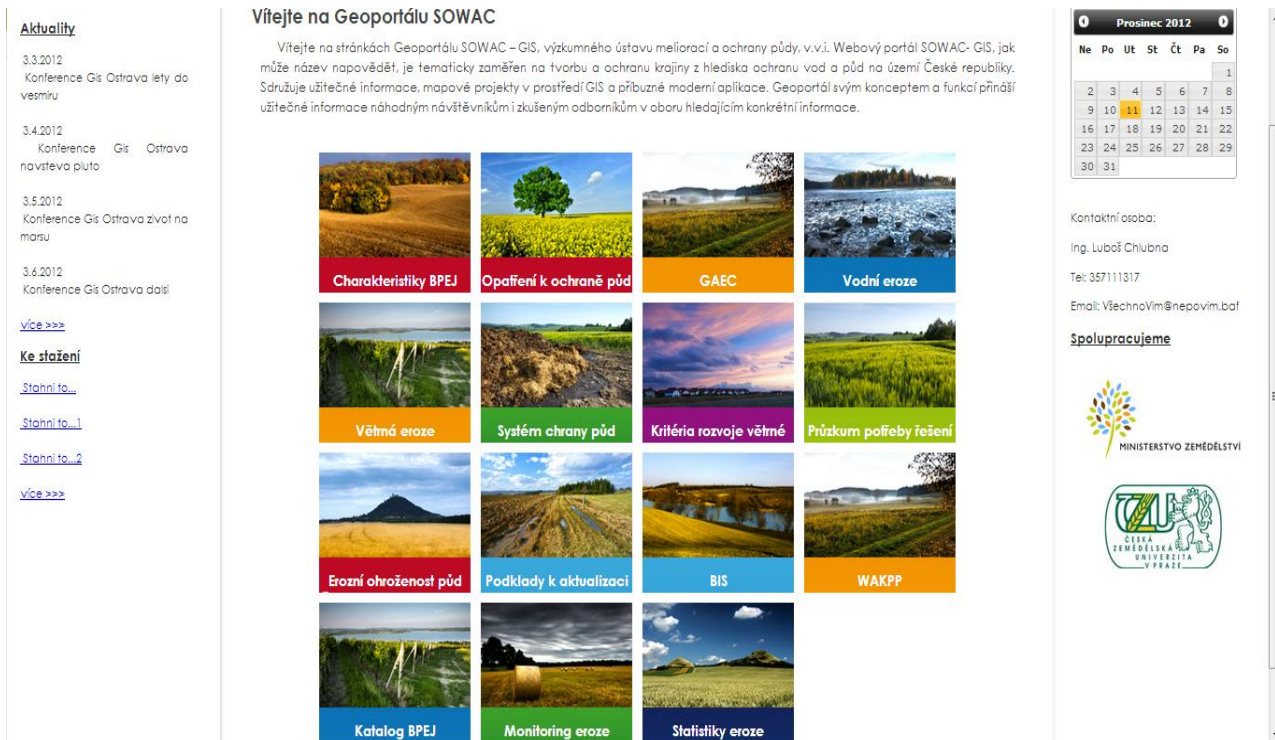 Aktuality
3.3.2012
Konference Gis Ostrava lety do
vesmiru
3.4.2012
Konference Gis Ostrava
navsteva pluto
3.5.2012
Konference Gis Ostrava zivot na
marsu
3.6.2012
Konference Gis Ostrava dalsi
více >>>
Ke stažení
Stahni to...
Stahni to...1
Stahni to...2
více >>>
Vítejte na Geoportálu SOWAC
Vítejte na stránkách Geoportálu SOWAC – GIS, výzkumného ústavu meliorací a ochrany půdy, v.v.i. Webový portál SOWAC- GIS, jak
může název napovědět, je tematicky zaměřen na tvorbu a ochranu krajiny z hlediska ochranu vod a půd na území České republiky.
Sdružuje užitečné informace, mapové projekty v prostředí GIS a příbuzné moderní aplikace. Geoportál svým konceptem a funkcí přináší
užitečné informace náhodným návštěvníkům i zkušeným odborníkům v oboru hledajícím konkrétní informace.
Charakteristiky BPEJ
Opatření k ochraně půd
GAEC
Vodní eroze
Větrná eroze
Systém chrany půd
Kritéria rozvoje větrné
Průzkum potřeby řešení
Erozní ohroženost půd
Podklady k aktualizaci
BIS
WAKPP
Katalog BPEJ
Monitoring eroze
Statistiky eroze
Prosinec 2012
Ne Po Út St Čt Pa So
1
2 3 4 5 6 7 8
9 10 11 12 13 14 15
16 17 18 19 20 21 22
23 24 25 26 27 28 29
30 31
Kontaktní osoba:
Ing. Luboš Chlubna
Tel: 357111317
Email: VšechnoVim@nepovim.baf
Spolupracujeme
MINISTERSTVO ZEMĚDĚLSTVÍ
ČZU
ČESKÁ
ZEMĚDĚLSKÁ
UNIVERZITA
V PRAZE